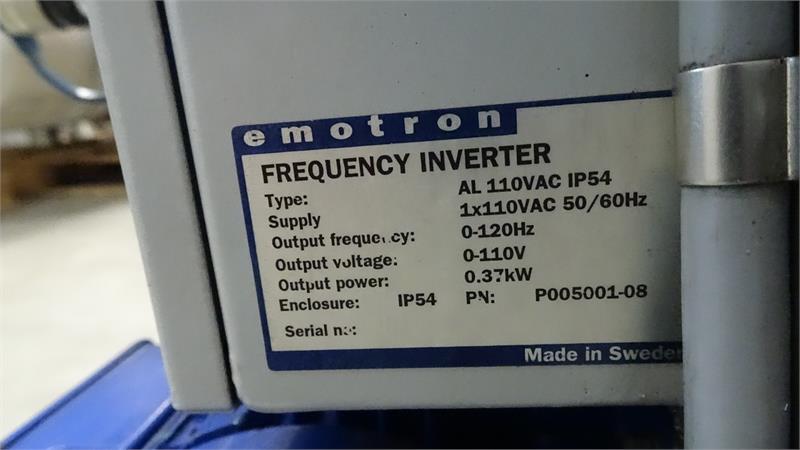 emotron
FREQUENCY INVERTER
Type: AL 110VAC IP54
Supply 1x110VAC 50/60Hz
Output frequency: 0-120Hz
Output voltage: 0-110V
Output power: 0.37kW
Enclosure: IP54 PN: P005001-08
Serial no:
Made in Sweden